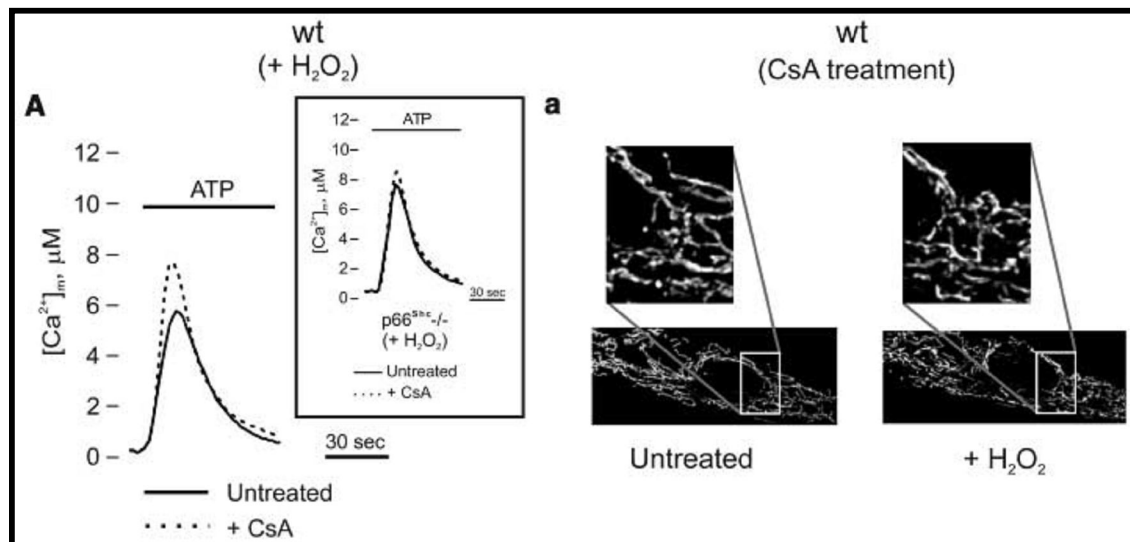 wt
(+ H₂O₂)
A
12
10
8
6
4
2
0
[Ca²⁺]ₘ, μM
ATP
30 sec
Untreated
+ CsA
12
10
8
6
4
2
0
[Ca²⁺]ₘ, μM
ATP
30 sec
p66ˢʰᶜ-/-
(+ H₂O₂)
Untreated
+ CsA
wt
(CsA treatment)
a
Untreated
+ H₂O₂